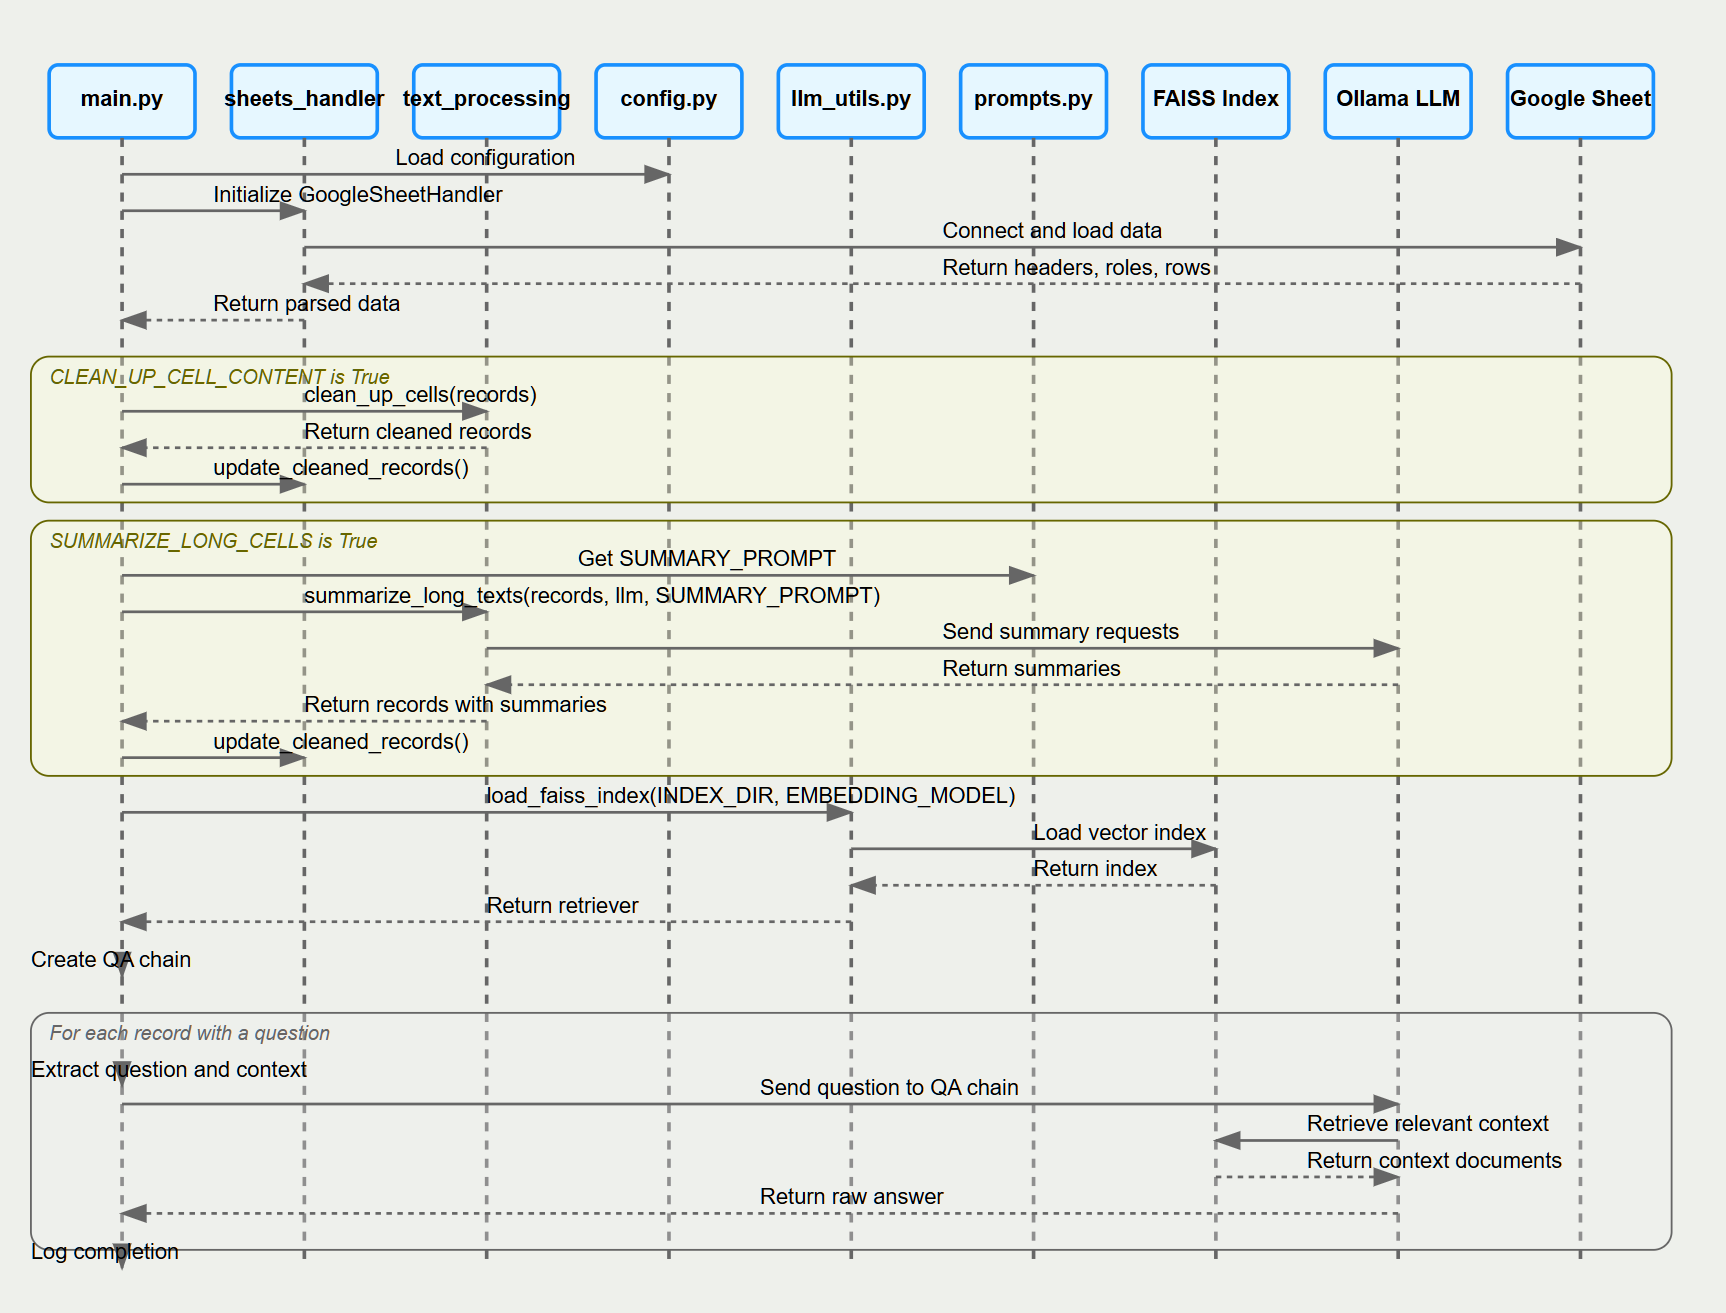 main.py
sheets_handler
text_processing
config.py
llm_utils.py
prompts.py
FAISS Index
Ollama LLM
Google Sheet
Load configuration
Initialize GoogleSheetHandler
Connect and load data
Return headers, roles, rows
Return parsed data
CLEAN_UP_CELL_CONTENT is True
clean_up_cells(records)
Return cleaned records
update_cleaned_records()
SUMMARIZE_LONG_CELLS is True
Get SUMMARY_PROMPT
summarize_long_texts(records, llm, SUMMARY_PROMPT)
Send summary requests
Return summaries
Return records with summaries
update_cleaned_records()
load_faiss_index(INDEX_DIR, EMBEDDING_MODEL)
Load vector index
Return index
Return retriever
Create QA chain
For each record with a question
Extract question and context
Send question to QA chain
Retrieve relevant context
Return context documents
Return raw answer
Log completion